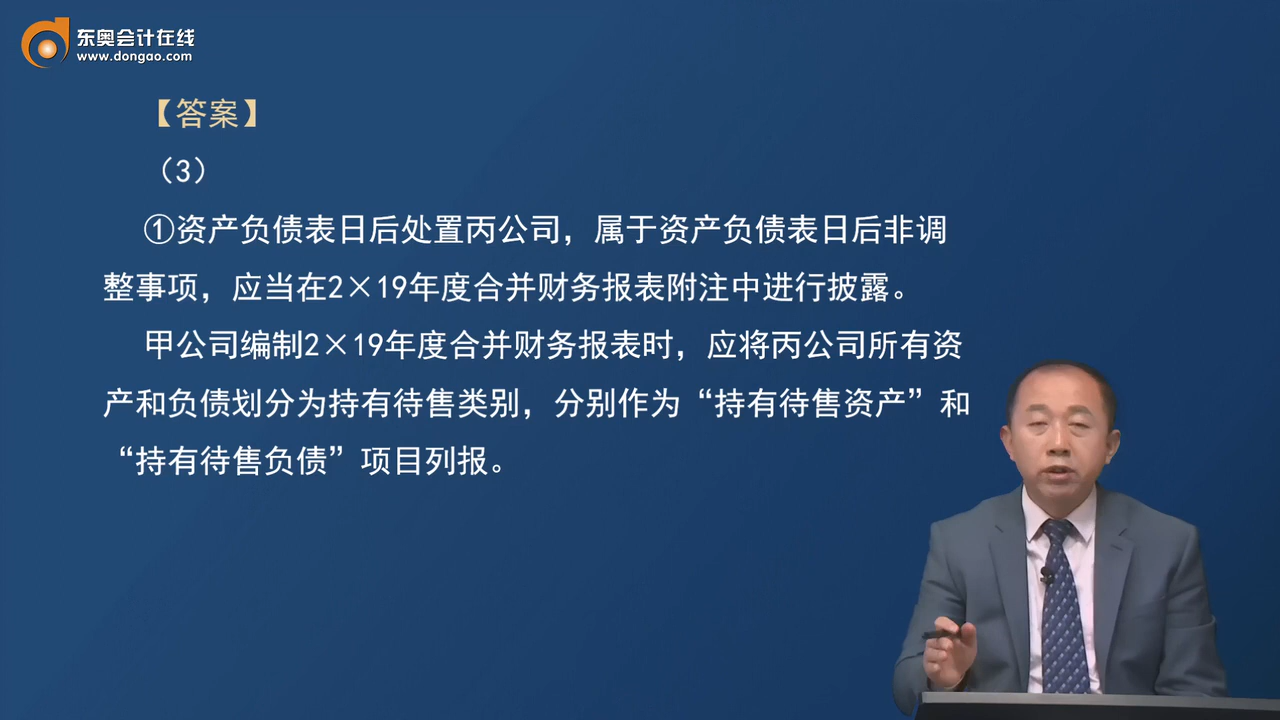 东奥会计在线
www.dongao.com
【答案】
（3）
①资产负债表日后处置丙公司，属于资产负债表日后非调
整事项，应当在2×19年度合并财务报表附注中进行披露。
甲公司编制2×19年度合并财务报表时，应将丙公司所有资
产和负债划分为持有待售类别，分别作为“持有待售资产”和
“持有待售负债”项目列报。